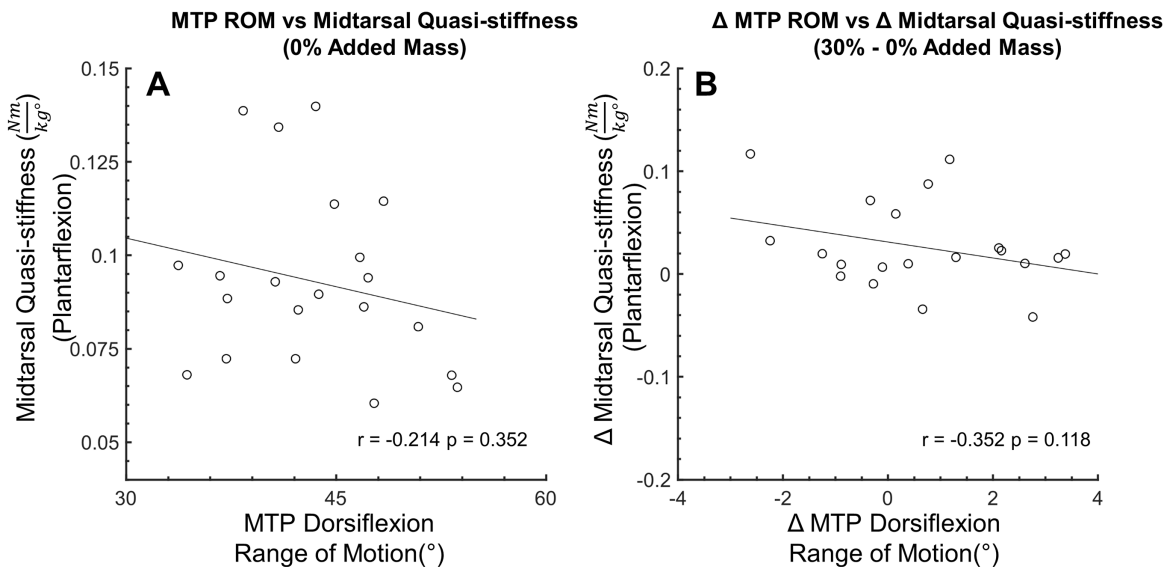 MTP ROM vs Midtarsal Quasi-stiffness
(0% Added Mass)
A
Midtarsal Quasi-stiffness (Nm/kg°)
(Plantarflexion)
0.15
0.125
0.1
0.075
0.05
r = -0.214 p = 0.352
30 45 60
MTP Dorsiflexion
Range of Motion(°)
Δ MTP ROM vs Δ Midtarsal Quasi-stiffness
(30% - 0% Added Mass)
B
Δ Midtarsal Quasi-stiffness (Nm/kg°)
(Plantarflexion)
0.2
0.1
0
-0.1
-0.2
r = -0.352 p = 0.118
-4 -2 0 2 4
Δ MTP Dorsiflexion
Range of Motion(°)